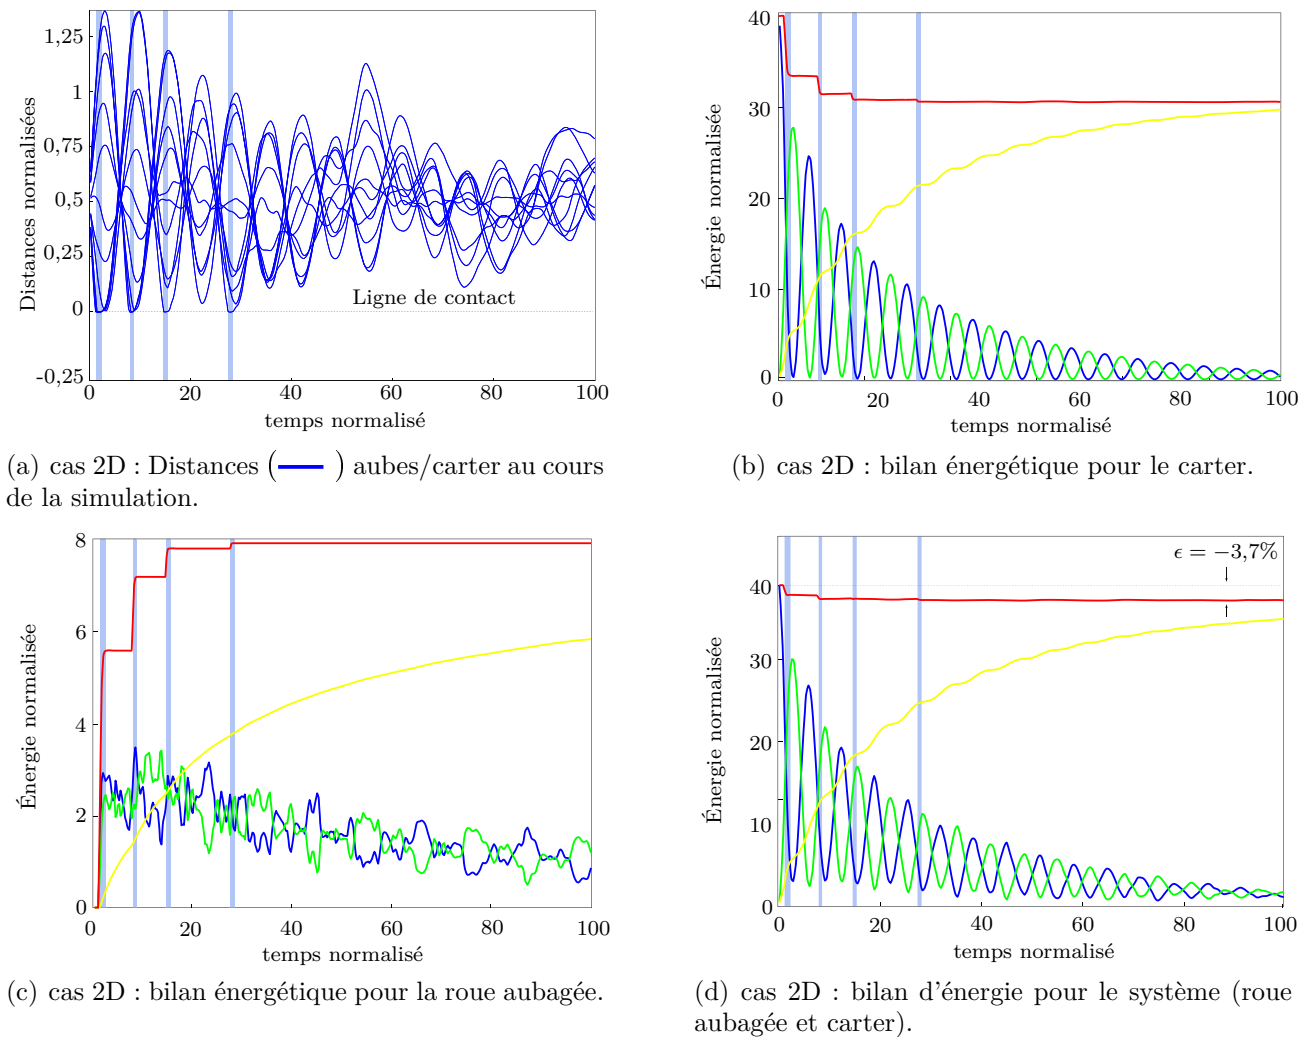 1,25
1
0,75
0,5
0,25
0
-0,25
Distances normalisées
Ligne de contact
0
20
40
60
80
100
temps normalisé
(a) cas 2D : Distances ( ) aubes/carter au cours
de la simulation.
40
30
20
10
0
Énergie normalisée
0
20
40
60
80
100
temps normalisé
(b) cas 2D : bilan énergétique pour le carter.
8
6
4
2
0
Énergie normalisée
0
20
40
60
80
100
temps normalisé
(c) cas 2D : bilan énergétique pour la roue aubagée.
ϵ = −3,7%
40
30
20
10
0
Énergie normalisée
0
20
40
60
80
100
temps normalisé
(d) cas 2D : bilan d'énergie pour le système (roue
aubagée et carter).